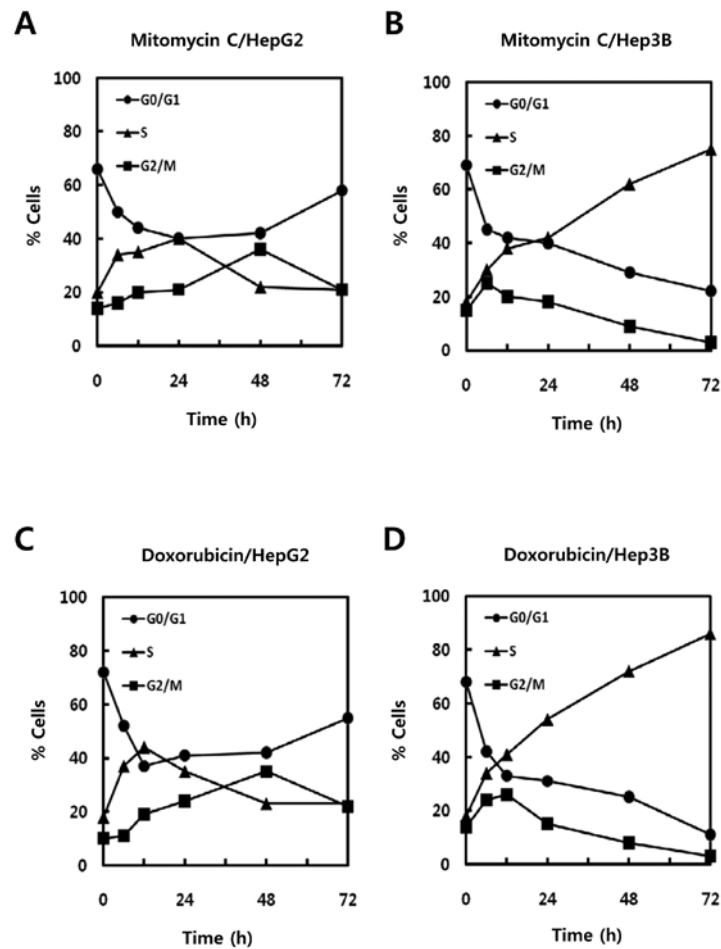 A
Mitomycin C/HepG2
100
80
60
40
20
0
% Cells
G0/G1
S
G2/M
0 24 48 72
Time (h)
B
Mitomycin C/Hep3B
100
80
60
40
20
0
% Cells
G0/G1
S
G2/M
0 24 48 72
Time (h)
C
Doxorubicin/HepG2
100
80
60
40
20
0
% Cells
G0/G1
S
G2/M
0 24 48 72
Time (h)
D
Doxorubicin/Hep3B
100
80
60
40
20
0
% Cells
G0/G1
S
G2/M
0 24 48 72
Time (h)